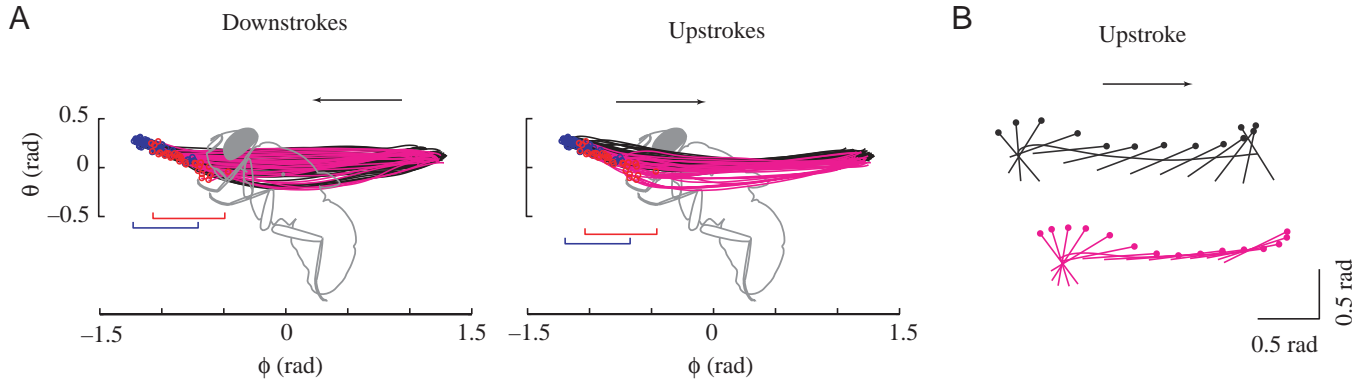 A
Downstrokes
Upstrokes
B
Upstroke
θ (rad)
0.5
0
−0.5
−1.5
0
1.5
ϕ (rad)
−1.5
0
1.5
ϕ (rad)
0.5 rad
0.5 rad